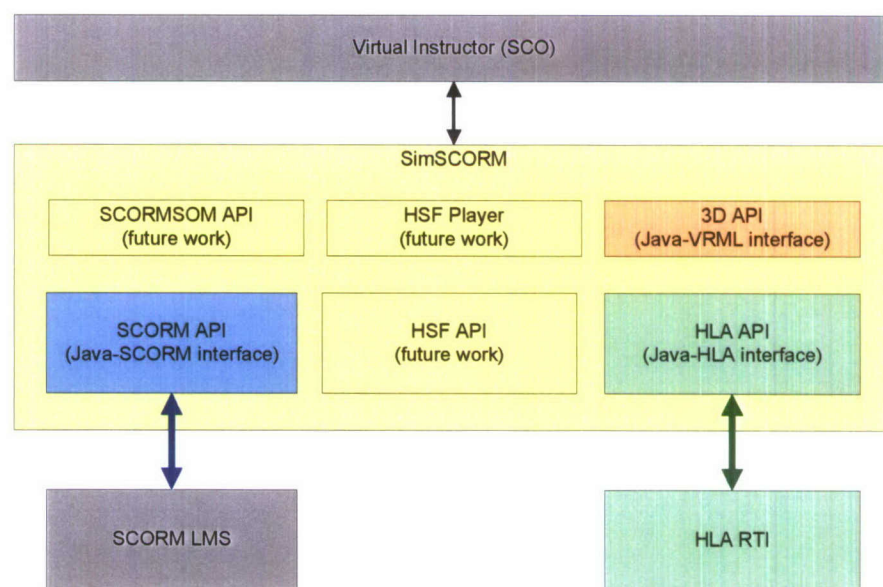 Virtual Instructor (SCO)
SimSCORM
SCORMSOM API
(future work)
HSF Player
(future work)
3D API
(Java-VRML interface)
SCORM API
(Java-SCORM interface)
HSF API
(future work)
HLA API
(Java-HLA interface)
SCORM LMS
HLA RTI